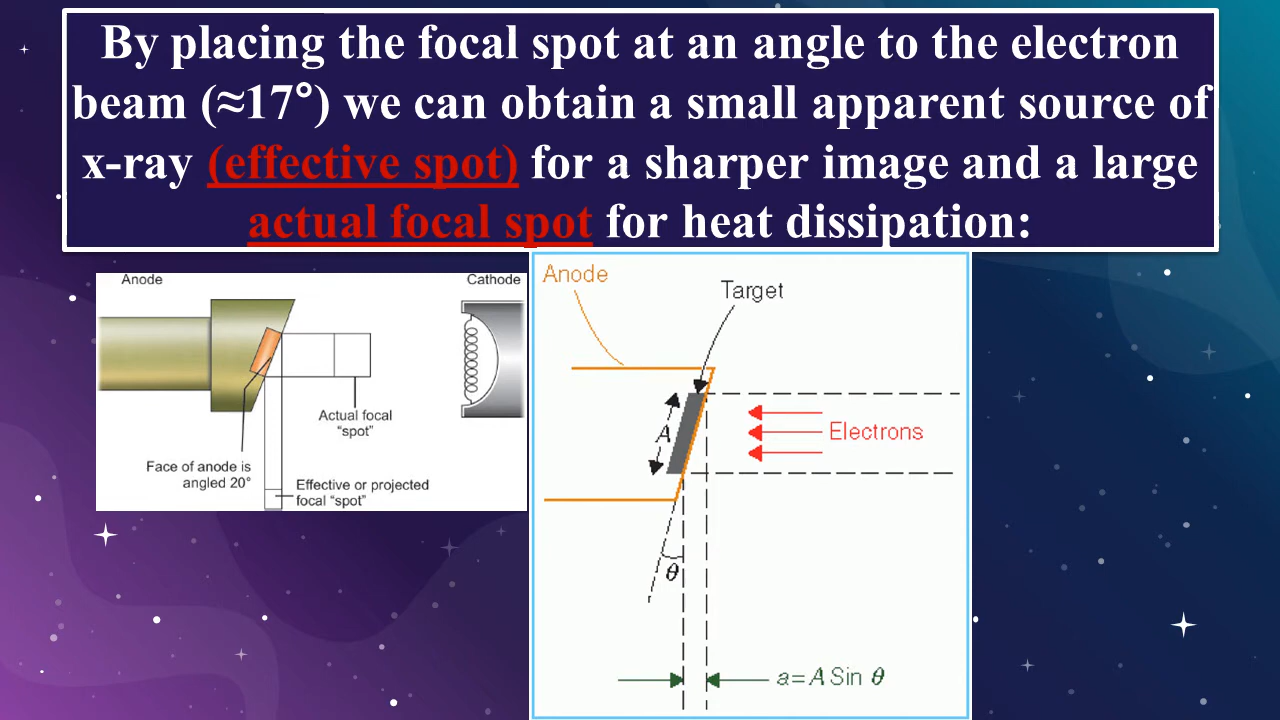 By placing the focal spot at an angle to the electron
beam (≈17°) we can obtain a small apparent source of
x-ray (effective spot) for a sharper image and a large
actual focal spot for heat dissipation:
Anode
Cathode
Actual focal
“spot”
Face of anode is
angled 20°
Effective or projected
focal “spot”
Anode
Target
A
Electrons
θ
a=A Sin θ